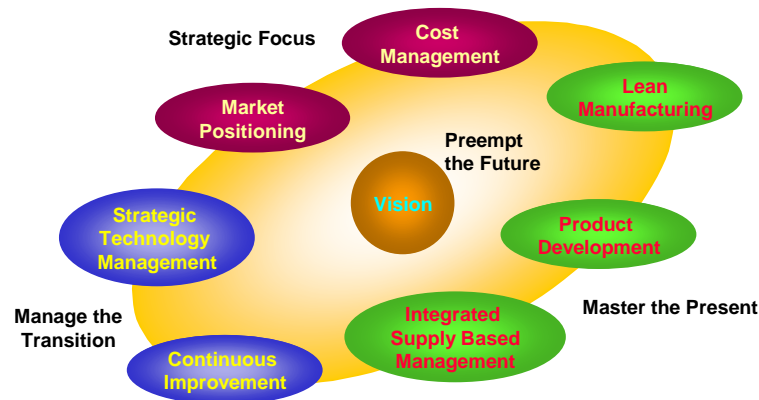 Strategic Focus
Cost
Management
Lean
Manufacturing
Market
Positioning
Preempt
the Future
Vision
Strategic
Technology
Management
Product
Development
Manage the
Transition
Integrated
Supply Based
Management
Master the Present
Continuous
Improvement